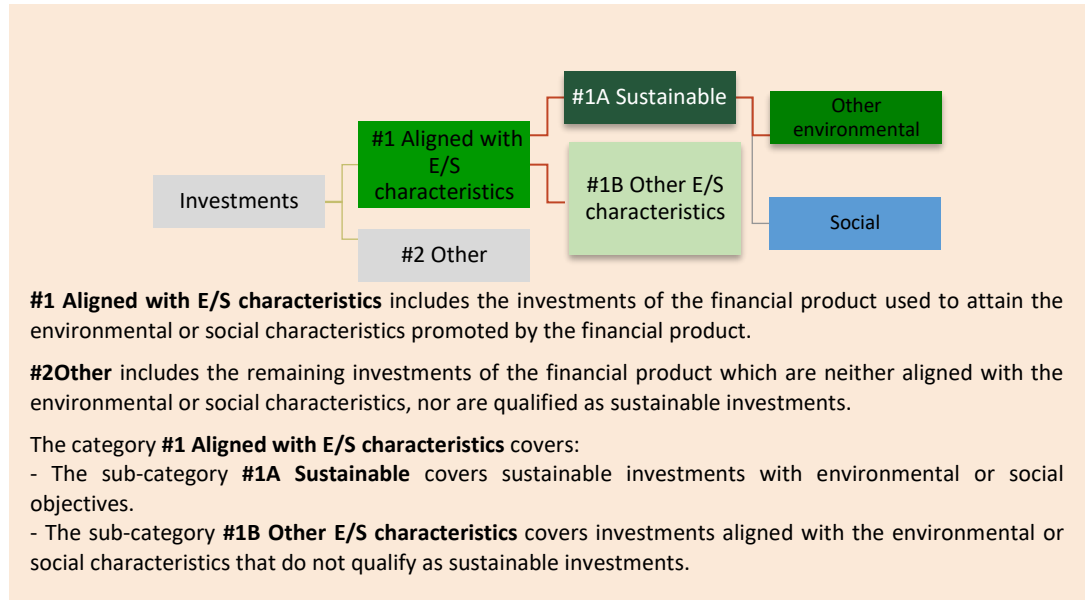 #1A Sustainable
Other
environmental
#1 Aligned with
E/S
characteristics
#1B Other E/S
characteristics
Investments
Social
#2 Other
#1 Aligned with E/S characteristics includes the investments of the financial product used to attain the
environmental or social characteristics promoted by the financial product.
#2Other includes the remaining investments of the financial product which are neither aligned with the
environmental or social characteristics, nor are qualified as sustainable investments.
The category #1 Aligned with E/S characteristics covers:
- The sub-category #1A Sustainable covers sustainable investments with environmental or social
objectives.
- The sub-category #1B Other E/S characteristics covers investments aligned with the environmental or
social characteristics that do not qualify as sustainable investments.